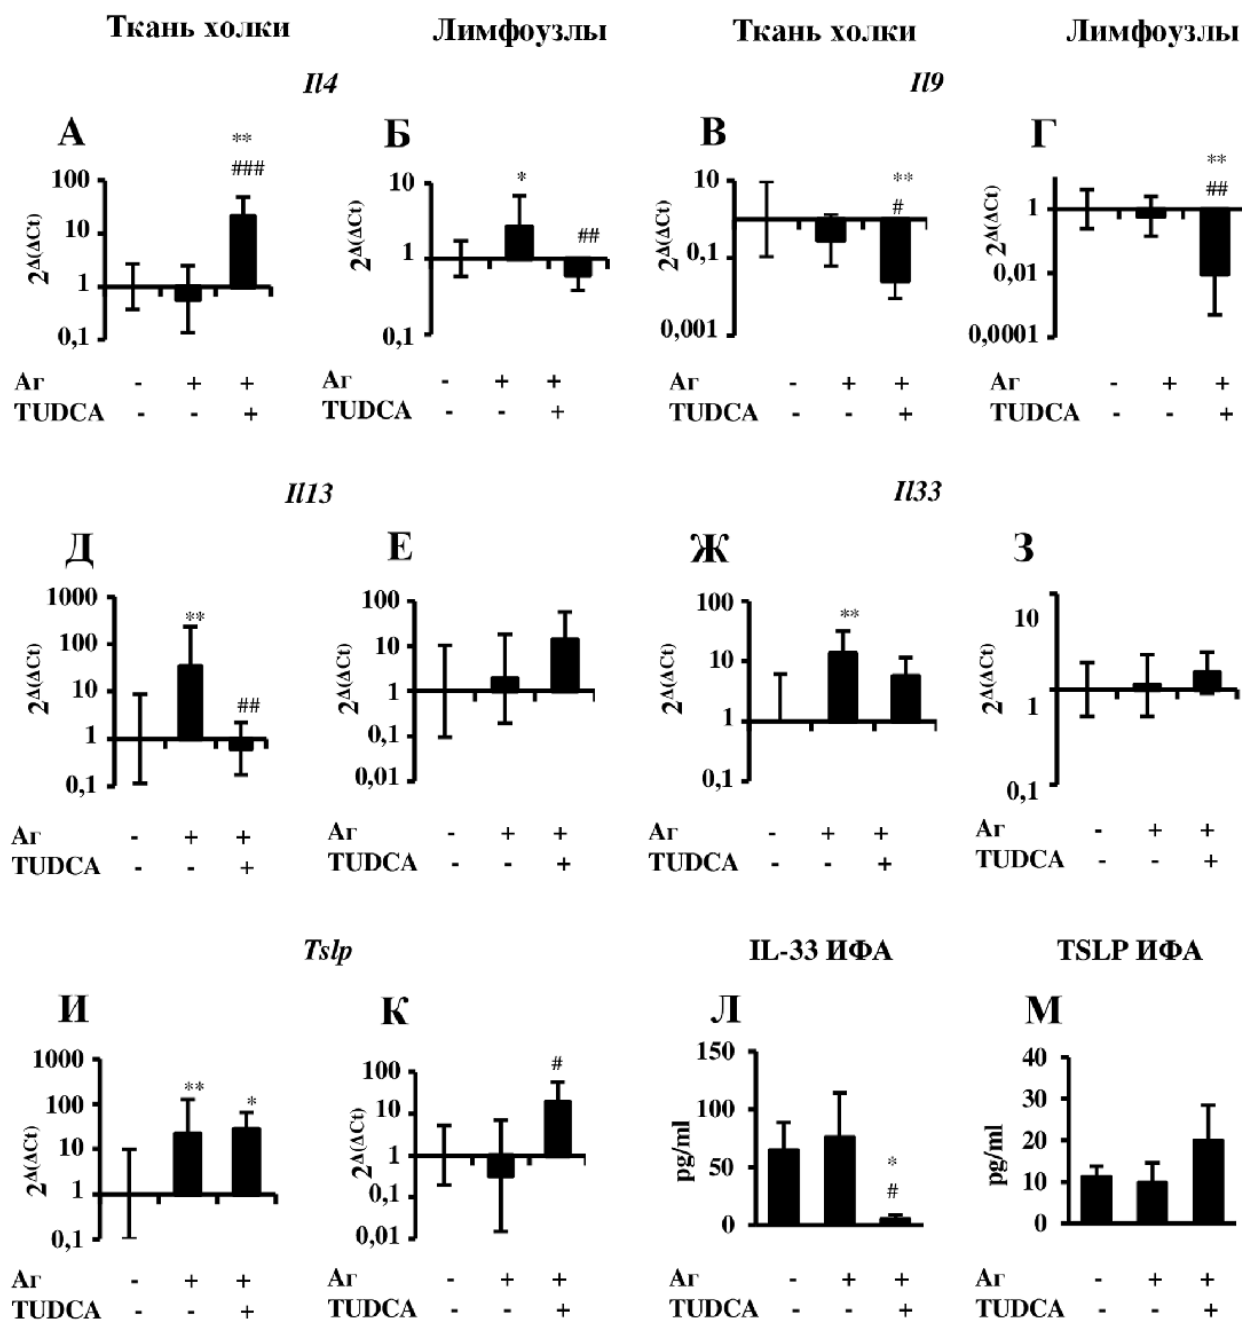 Ткань холки Лимфоузлы Ткань холки Лимфоузлы
Il4 Il9
А Б В Г
2^Δ(ΔCt) 100 10 1 0,1 ** ###
2^Δ(ΔCt) 10 1 0,1 * ##
2^Δ(ΔCt) 10 0,1 0,001 ** #
2^Δ(ΔCt) 1 0,01 0,0001 ** ##
Аг - + + Аг - + + Аг - + + Аг - + +
TUDCA - - + TUDCA - - + TUDCA - - + TUDCA - - +
Il13 Il33
Д Е Ж З
2^Δ(ΔCt) 1000 100 10 1 0,1 ** ##
2^Δ(ΔCt) 100 10 1 0,1 0,01
2^Δ(ΔCt) 100 10 1 0,1 **
2^Δ(ΔCt) 10 1 0,1
Аг - + + Аг - + + Аг - + + Аг - + +
TUDCA - - + TUDCA - - + TUDCA - - + TUDCA - - +
Tslp IL-33 ИФА TSLP ИФА
И К Л М
2^Δ(ΔCt) 1000 100 10 1 0,1 ** *
2^Δ(ΔCt) 100 10 1 0,1 0,01 #
pg/ml 150 100 50 0 * #
pg/ml 40 30 20 10 0
Аг - + + Аг - + + Аг - + + Аг - + +
TUDCA - - + TUDCA - - + TUDCA - - + TUDCA - - +